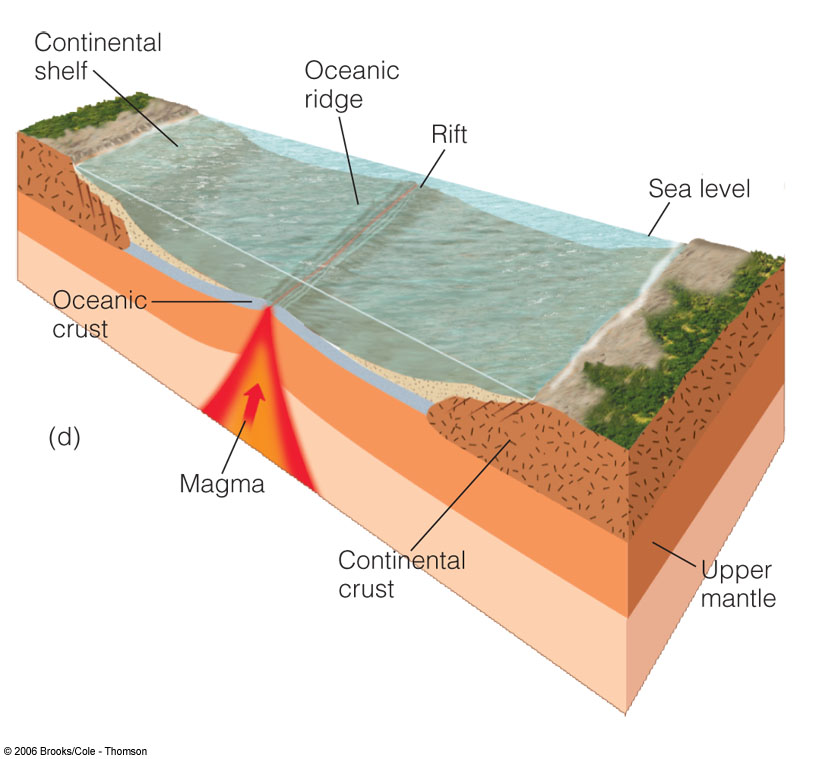 Continental
shelf
Oceanic
ridge
Rift
Sea level
Oceanic
crust
(d)
Magma
Continental
crust
Upper
mantle
© 2006 Brooks/Cole - Thomson